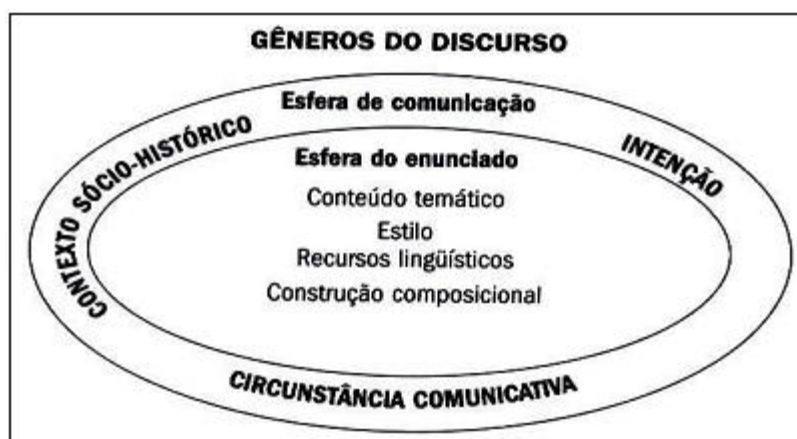 GÊNEROS DO DISCURSO
Esfera de comunicação
CONTEXTO SÓCIO-HISTÓRICO
INTENÇÃO
Esfera do enunciado
Conteúdo temático
Estilo
Recursos lingüísticos
Construção composicional
CIRCUNSTÂNCIA COMUNICATIVA